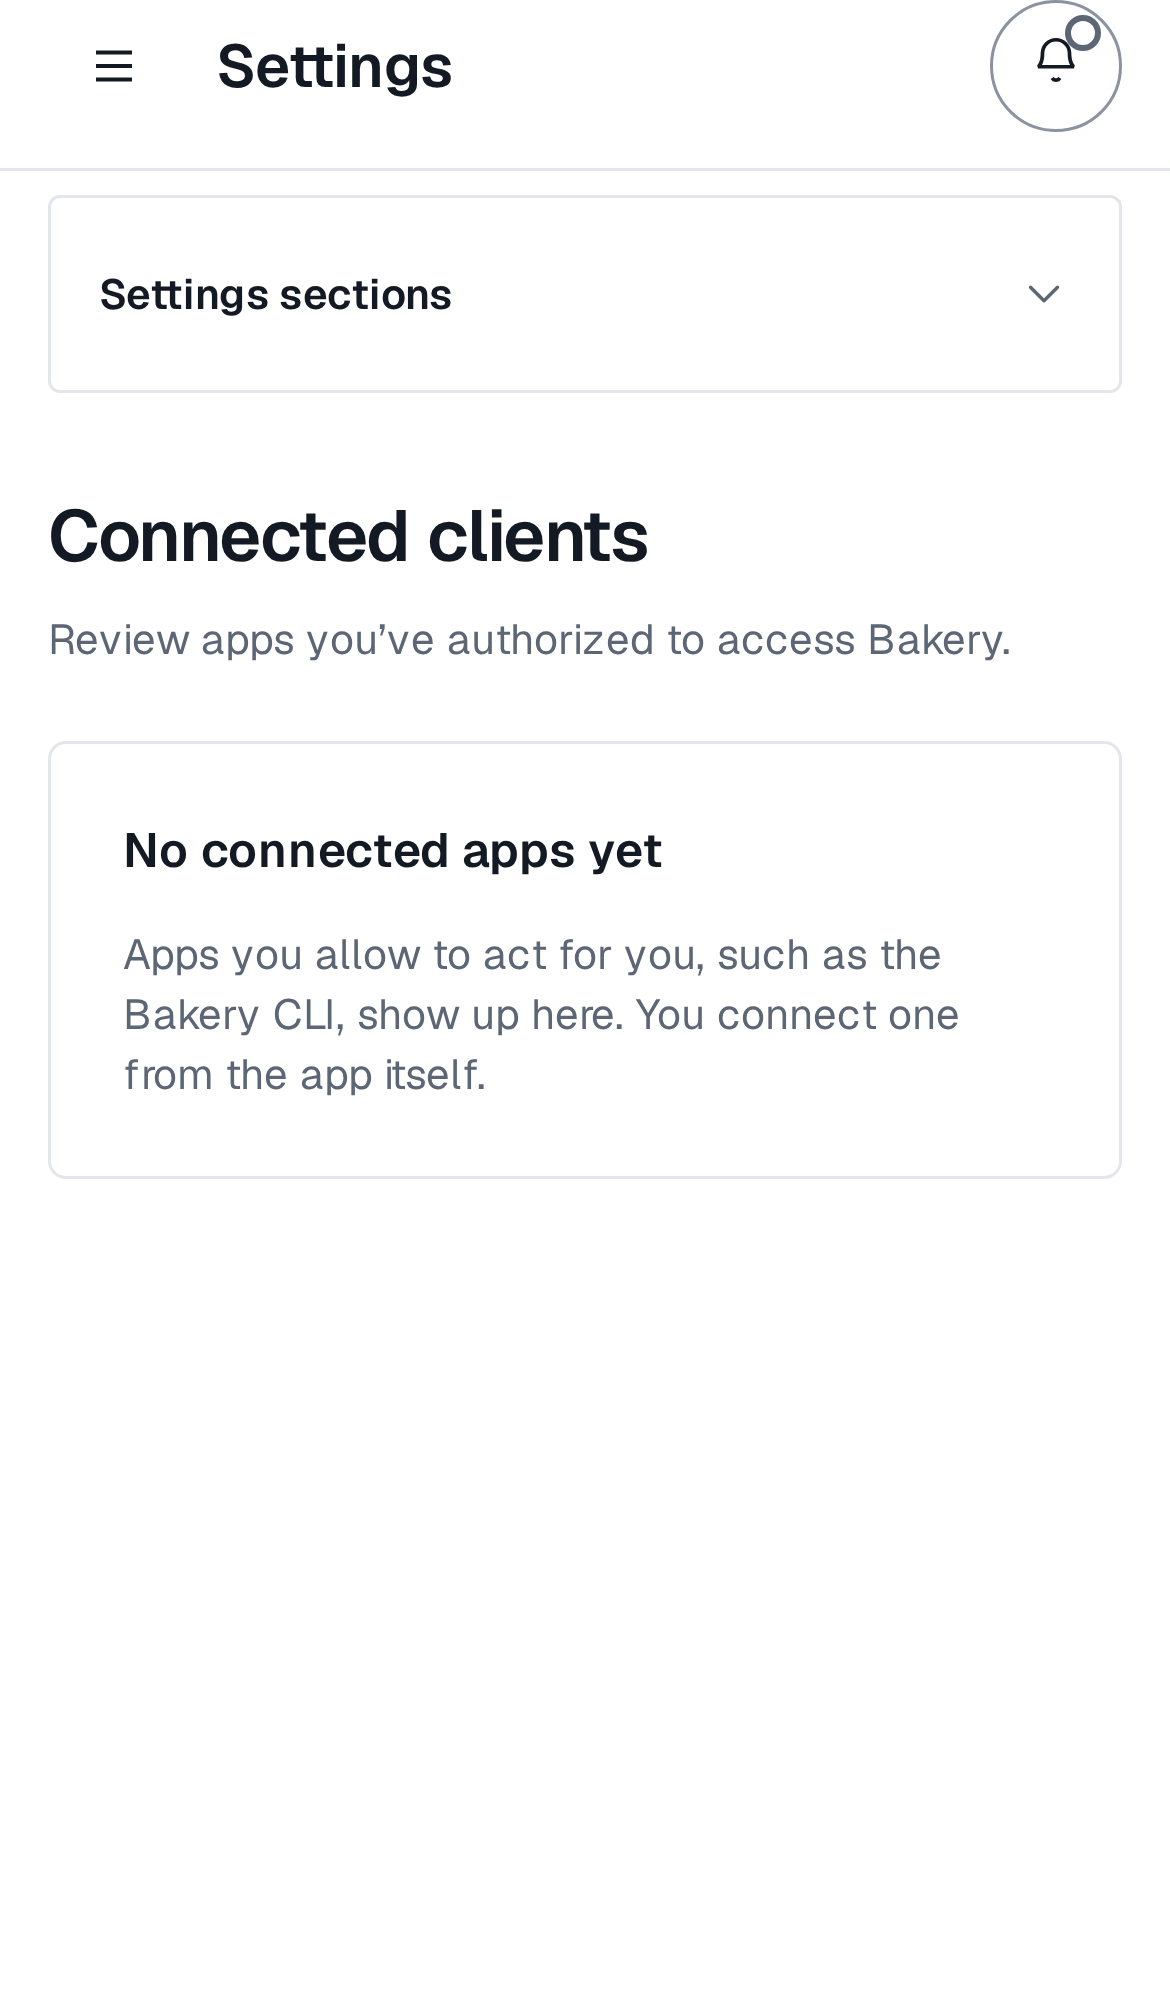 Settings
Settings sections
Connected clients
Review apps you’ve authorized to access Bakery.
No connected apps yet
Apps you allow to act for you, such as the
Bakery CLI, show up here. You connect one
from the app itself.